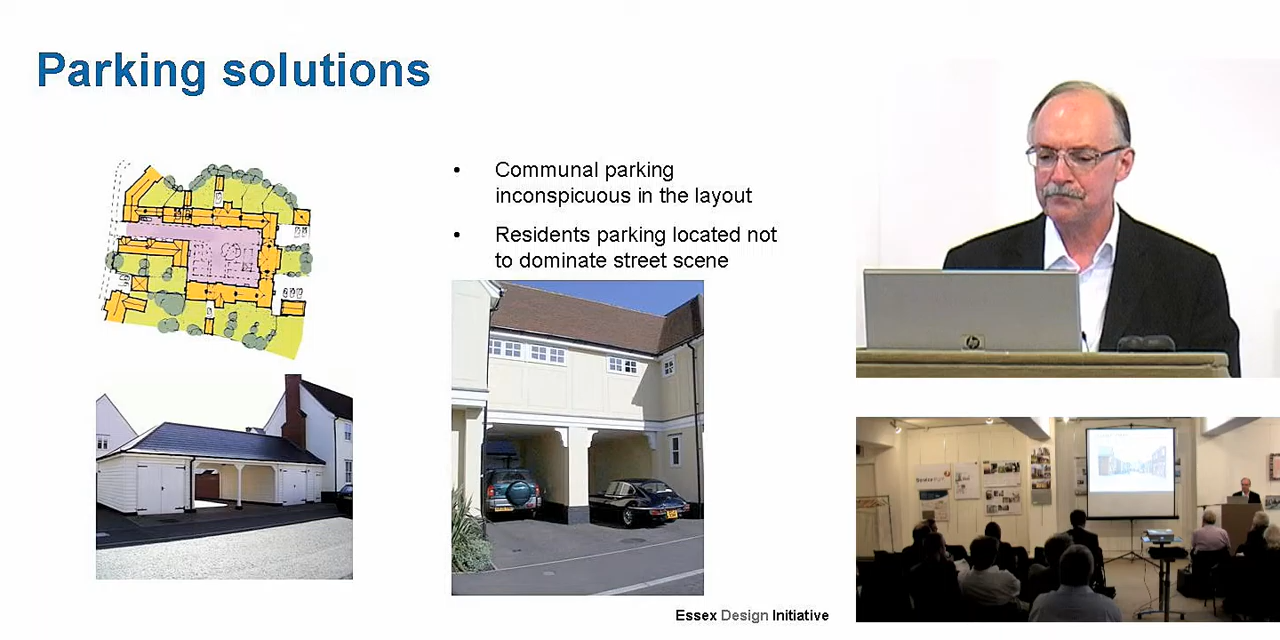 Parking solutions
• Communal parking
inconspicuous in the layout
• Residents parking located not
to dominate street scene
hp
Essex Design Initiative